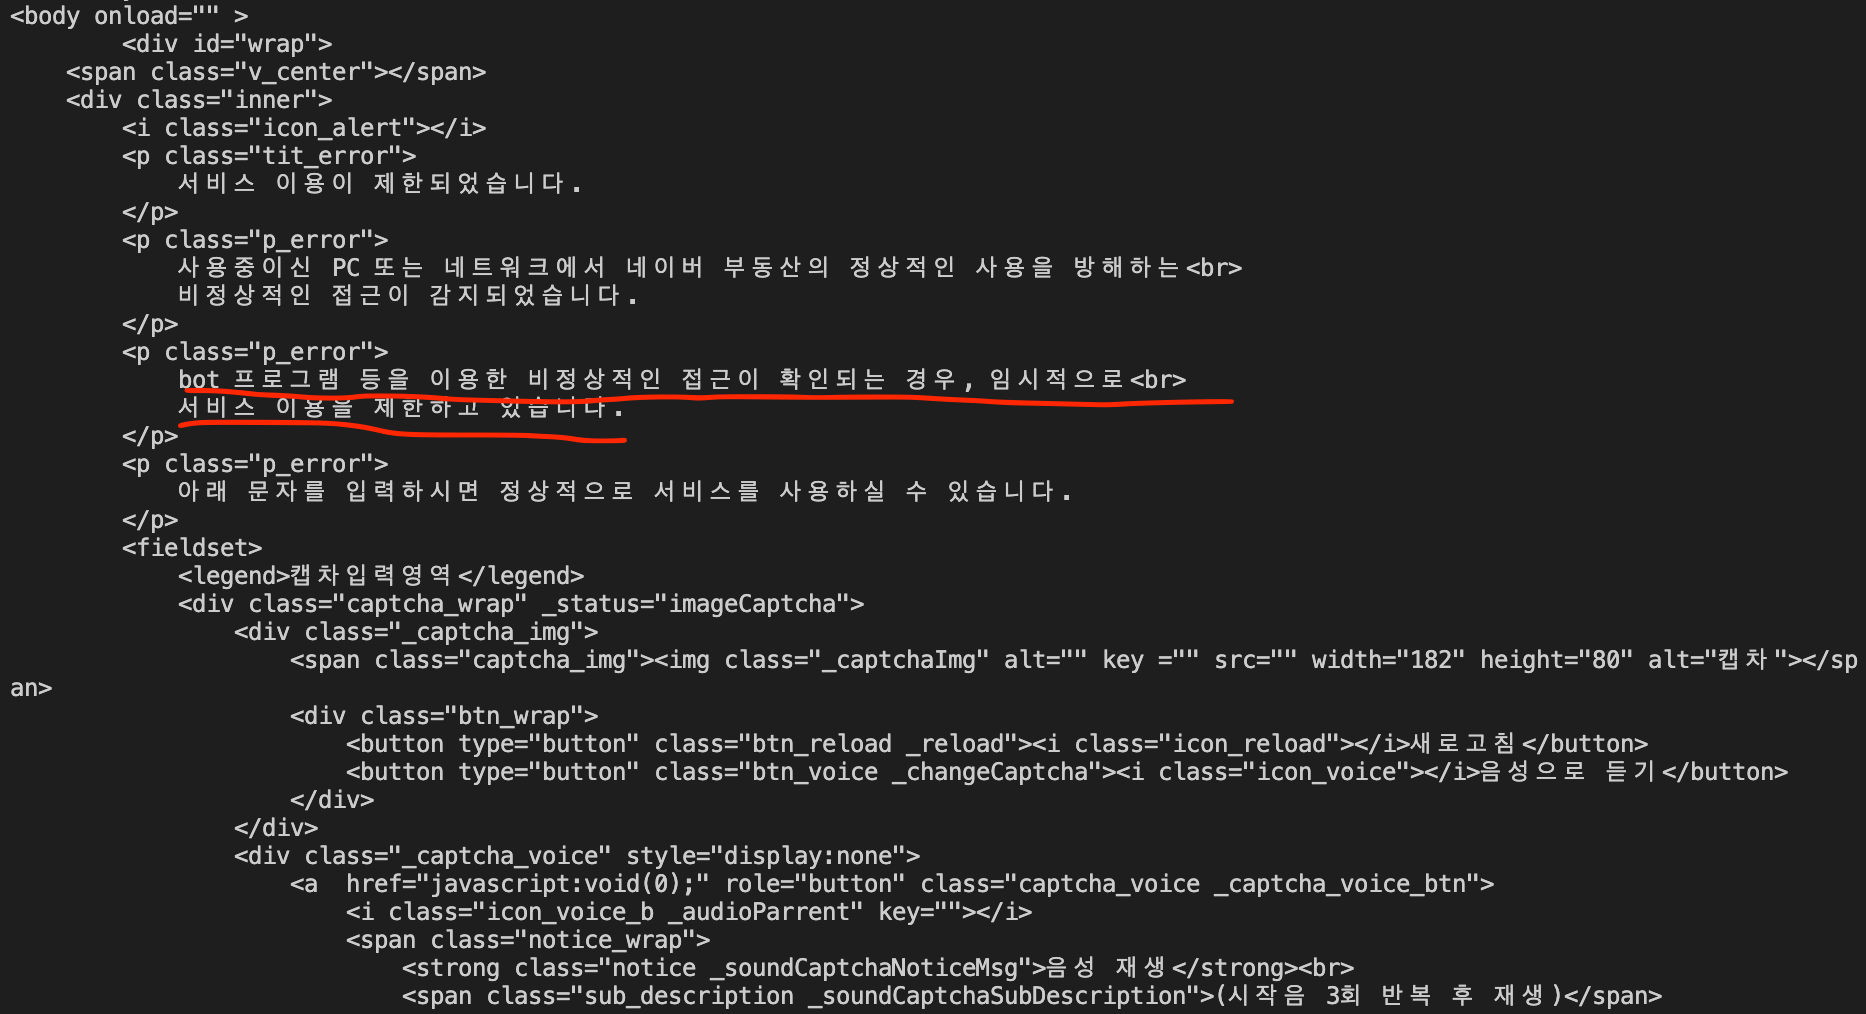 <body onload="" >
<div id="wrap">
<span class="v_center"></span>
<div class="inner">
<i class="icon_alert"></i>
<p class="tit_error">
서비스 이용이 제한되었습니다.
</p>
<p class="p_error">
사용중이신 PC 또는 네트워크에서 네이버 부동산의 정상적인 사용을 방해하는<br>
비정상적인 접근이 감지되었습니다.
</p>
<p class="p_error">
bot 프로그램 등을 이용한 비정상적인 접근이 확인되는 경우, 임시적으로<br>
서비스 이용을 제한하고 있습니다.
</p>
<p class="p_error">
아래 문자를 입력하시면 정상적으로 서비스를 사용하실 수 있습니다.
</p>
<fieldset>
<legend>캡차입력영역</legend>
<div class="captcha_wrap" _status="imageCaptcha">
<div class="_captcha_img">
<span class="captcha_img"><img class="_captchaImg" alt="" key ="" src="" width="182" height="80" alt="캡차"></sp
an>
<div class="btn_wrap">
<button type="button" class="btn_reload _reload"><i class="icon_reload"></i>새로고침</button>
<button type="button" class="btn_voice _changeCaptcha"><i class="icon_voice"></i>음성으로 듣기</button>
</div>
</div>
<div class="_captcha_voice" style="display:none">
<a  href="javascript:void(0);" role="button" class="captcha_voice _captcha_voice_btn">
<i class="icon_voice_b _audioParrent" key=""></i>
<span class="notice_wrap">
<strong class="notice _soundCaptchaNoticeMsg">음성 재생</strong><br>
<span class="sub_description _soundCaptchaSubDescription">(시작음 3회 반복 후 재생)</span>